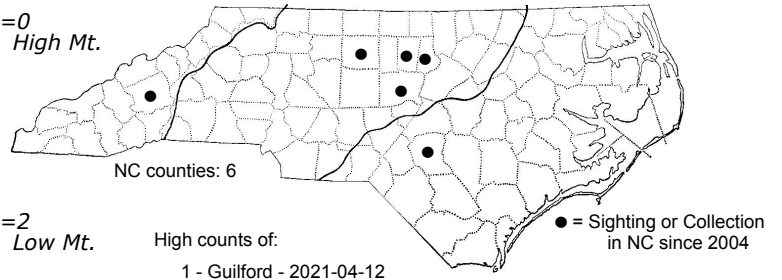 =0
High Mt.
NC counties: 6
=2
Low Mt.
High counts of:
1 - Guilford - 2021-04-12
● = Sighting or Collection
in NC since 2004